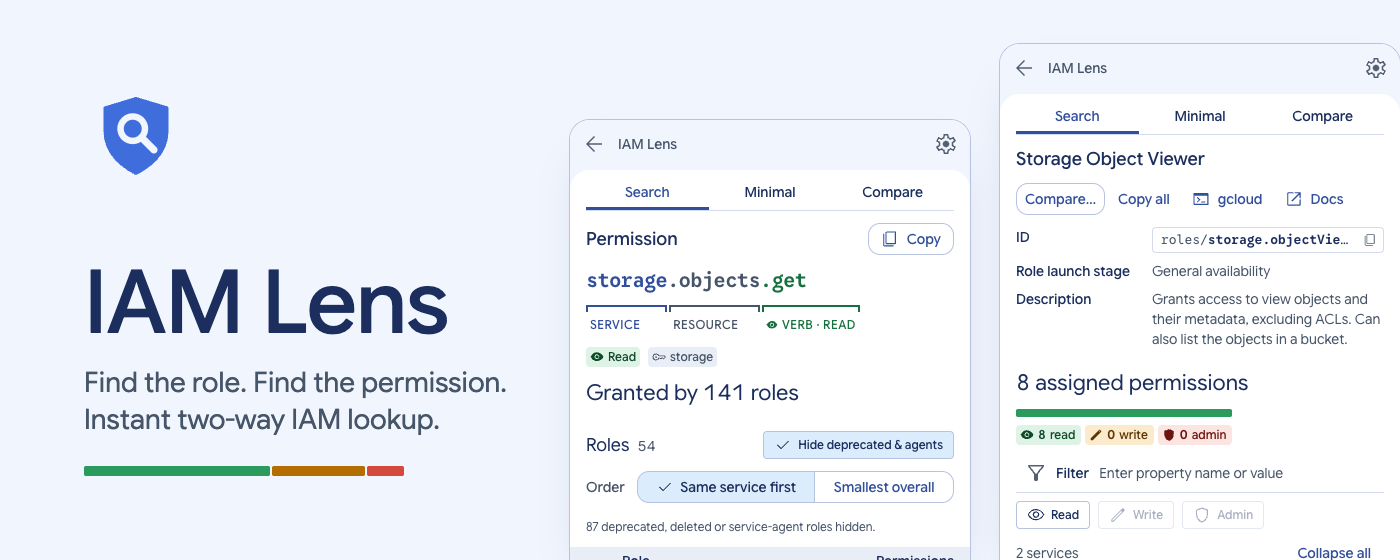 IAM Lens
Find the role. Find the permission.
Instant two-way IAM lookup.
IAM Lens
Search
Minimal
Compare
Permission
Copy
storage.objects.get
SERVICE
RESOURCE
VERB · READ
Read
storage
Granted by 141 roles
Roles 54
Hide deprecated & agents
Order
Same service first
Smallest overall
87 deprecated, deleted or service-agent roles hidden.
Role
Permissions
IAM Lens
Search
Minimal
Compare
Storage Object Viewer
Compare...
Copy all
gcloud
Docs
ID
roles/storage.objectVie…
Role launch stage
General availability
Description
Grants access to view objects and
their metadata, excluding ACLs. Can
also list the objects in a bucket.
8 assigned permissions
8 read
0 write
0 admin
Filter
Enter property name or value
Read
Write
Admin
2 services
Collapse all